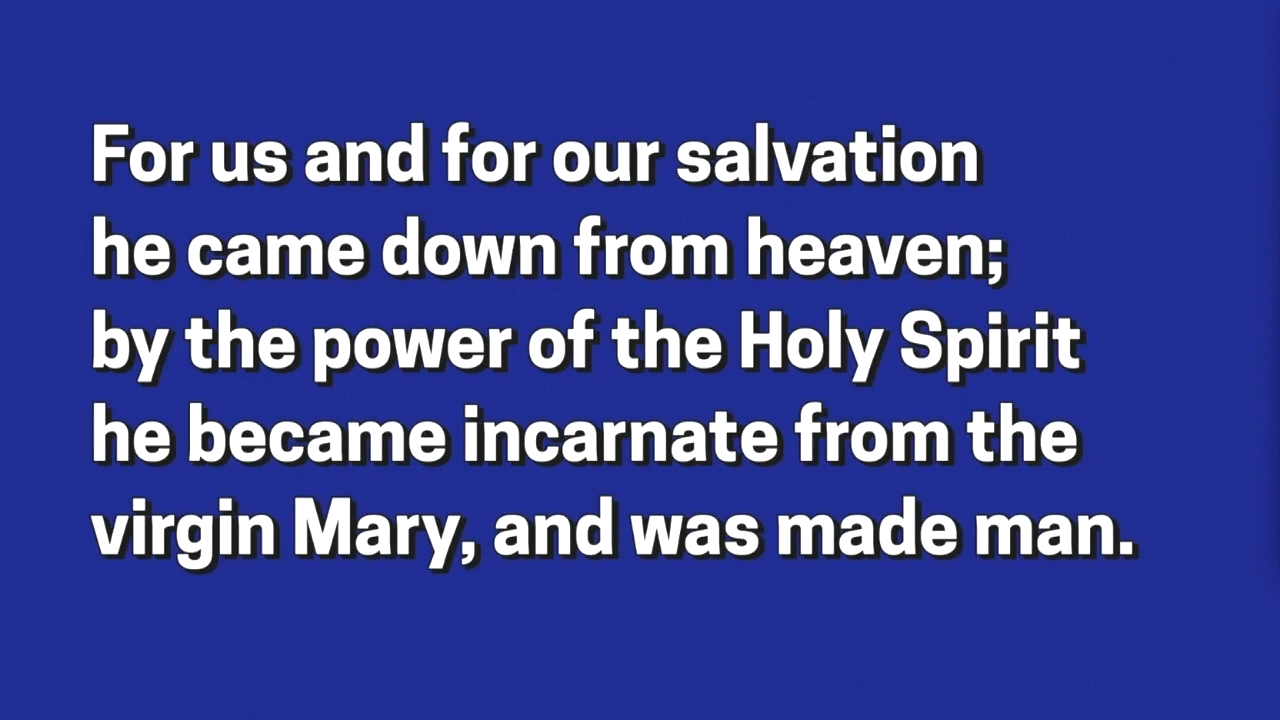 For us and for our salvation
he came down from heaven;
by the power of the Holy Spirit
he became incarnate from the
virgin Mary, and was made man.